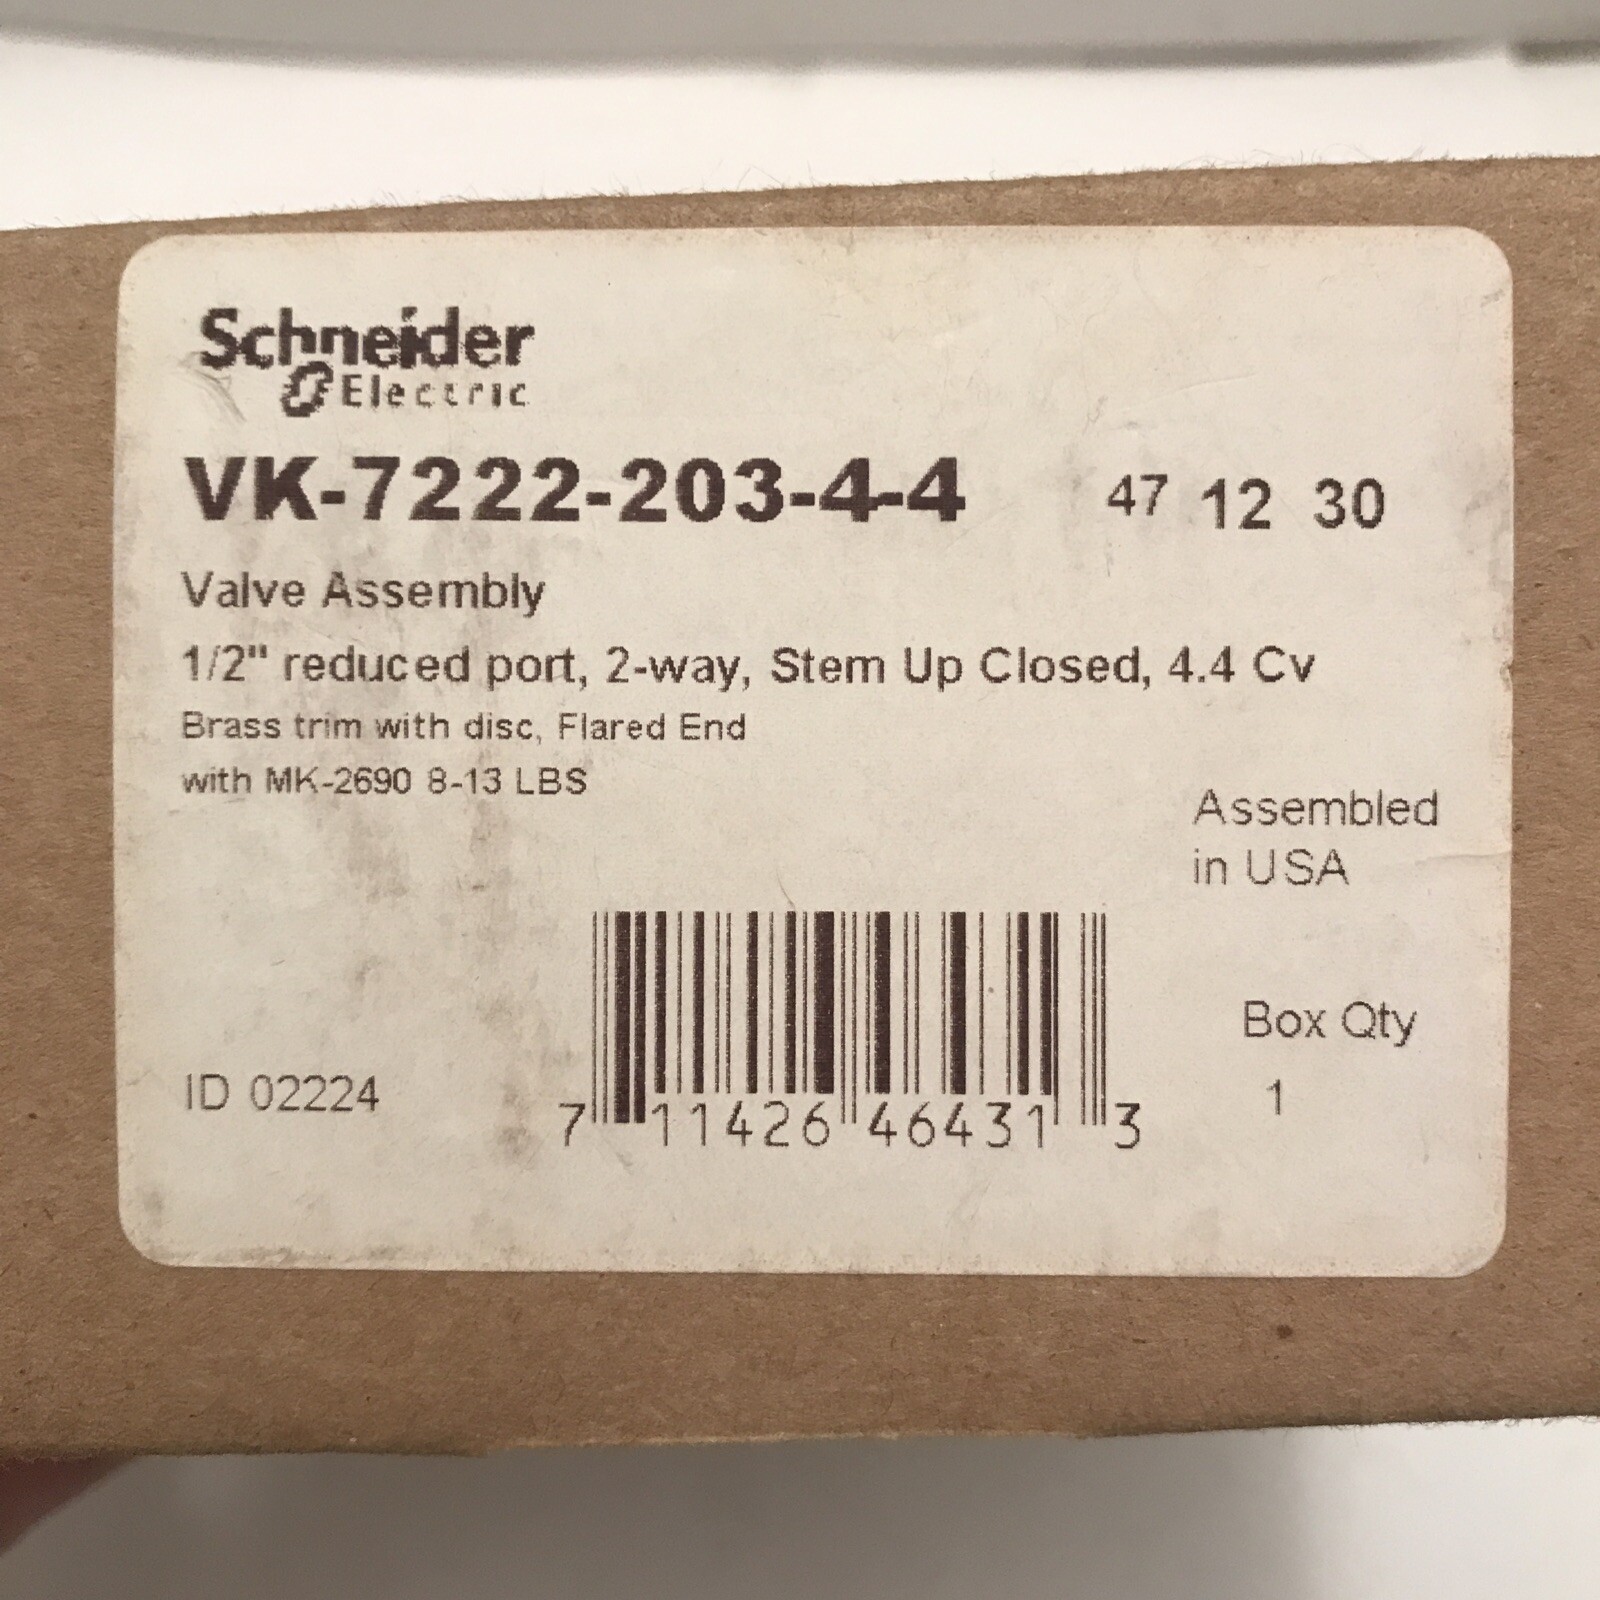 Schneider
Electric
VK-7222-203-4-4 47 12 30
Valve Assembly
1/2" reduced port, 2-way, Stem Up Closed, 4.4 Cv
Brass trim with disc, Flared End
with MK-2690 8-13 LBS
Assembled
in USA
Box Qty
1
ID 02224
7 11426 46431 3